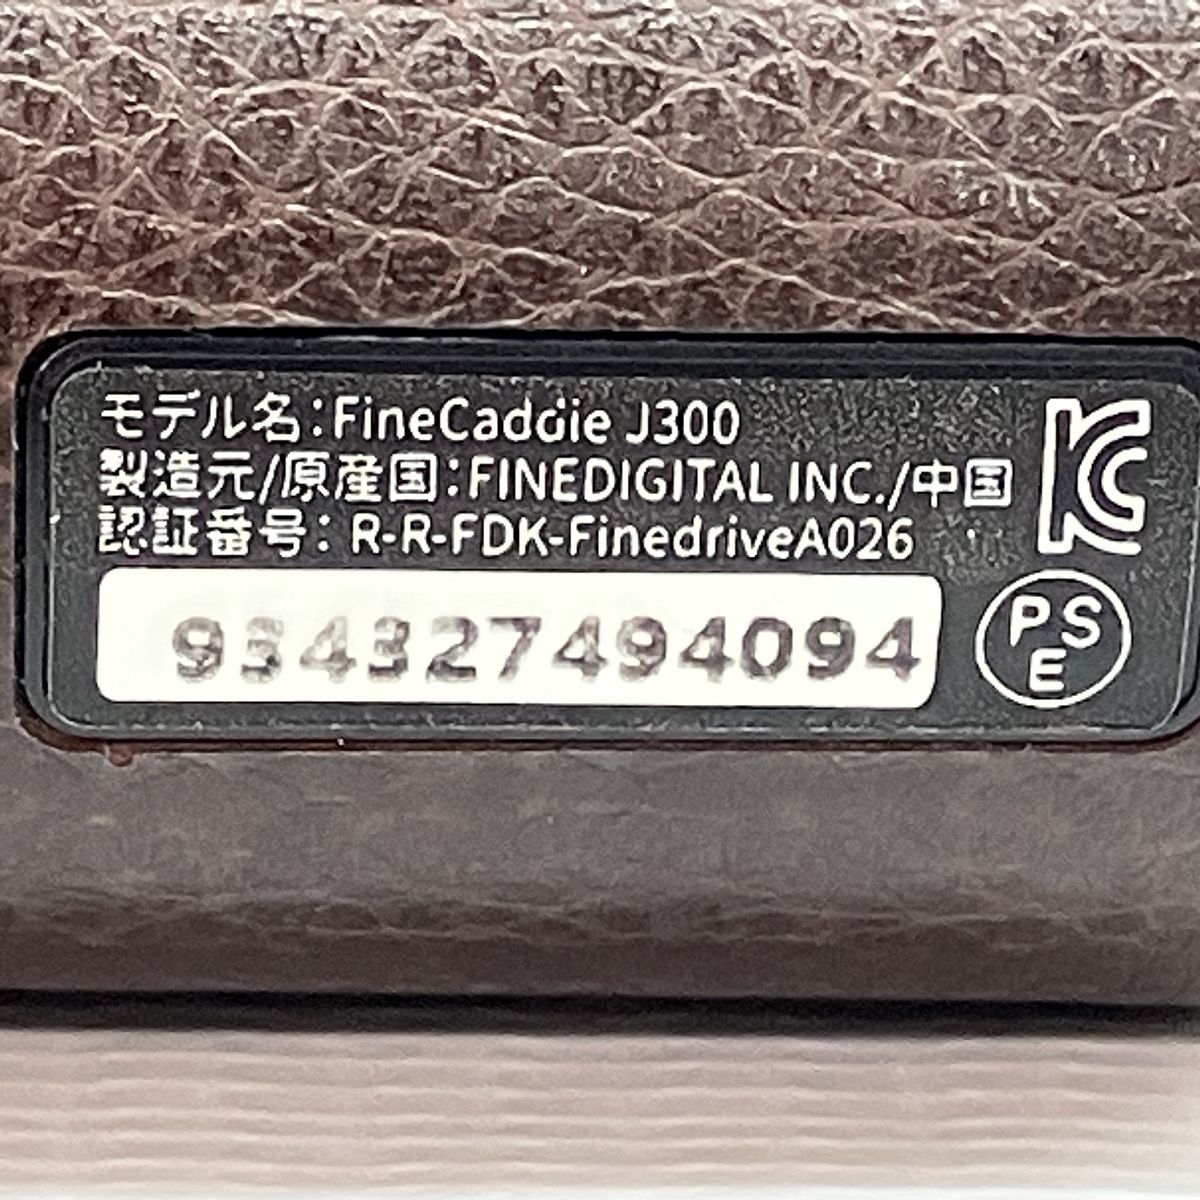 モデル名：FineCaddie J300
製造元/原産国：FINEDIGITAL INC./中国
認証番号： R-R-FDK-FinedriveA026
934327494094
KC
PSE